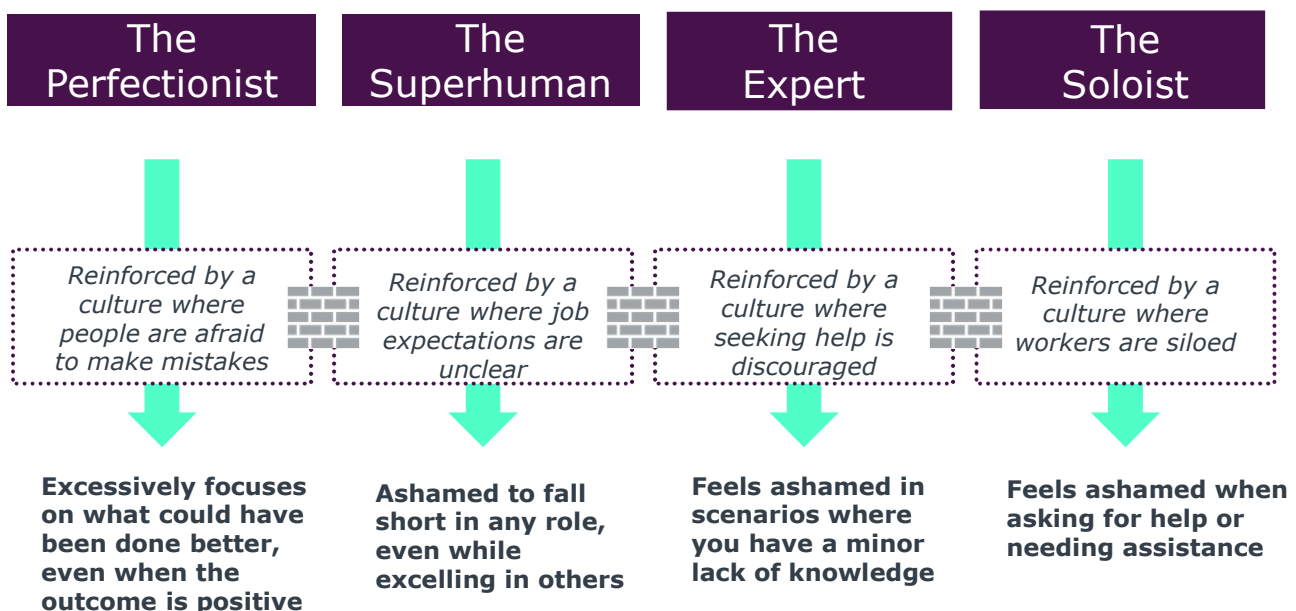 The
Perfectionist
The
Superhuman
The
Expert
The
Soloist
Reinforced by a
culture where
people are afraid
to make mistakes
Reinforced by a
culture where job
expectations are
unclear
Reinforced by a
culture where
seeking help is
discouraged
Reinforced by a
culture where
workers are siloed
Excessively focuses
on what could have
been done better,
even when the
outcome is positive
Ashamed to fall
short in any role,
even while
excelling in others
Feels ashamed in
scenarios where
you have a minor
lack of knowledge
Feels ashamed when
asking for help or
needing assistance